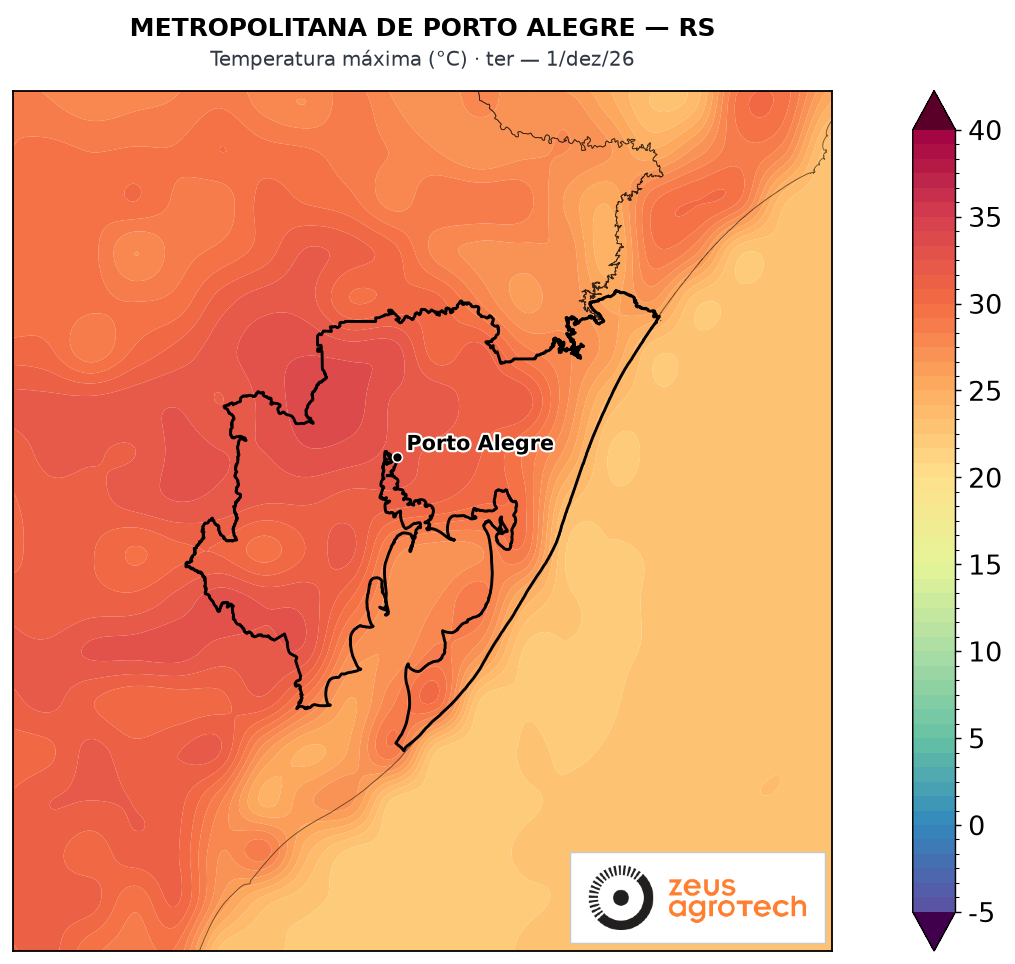 METROPOLITANA DE PORTO ALEGRE — RS
Temperatura máxima (°C) · ter — 1/dez/26
Porto Alegre
40
35
30
25
20
15
10
5
0
-5
zeus
agrotech